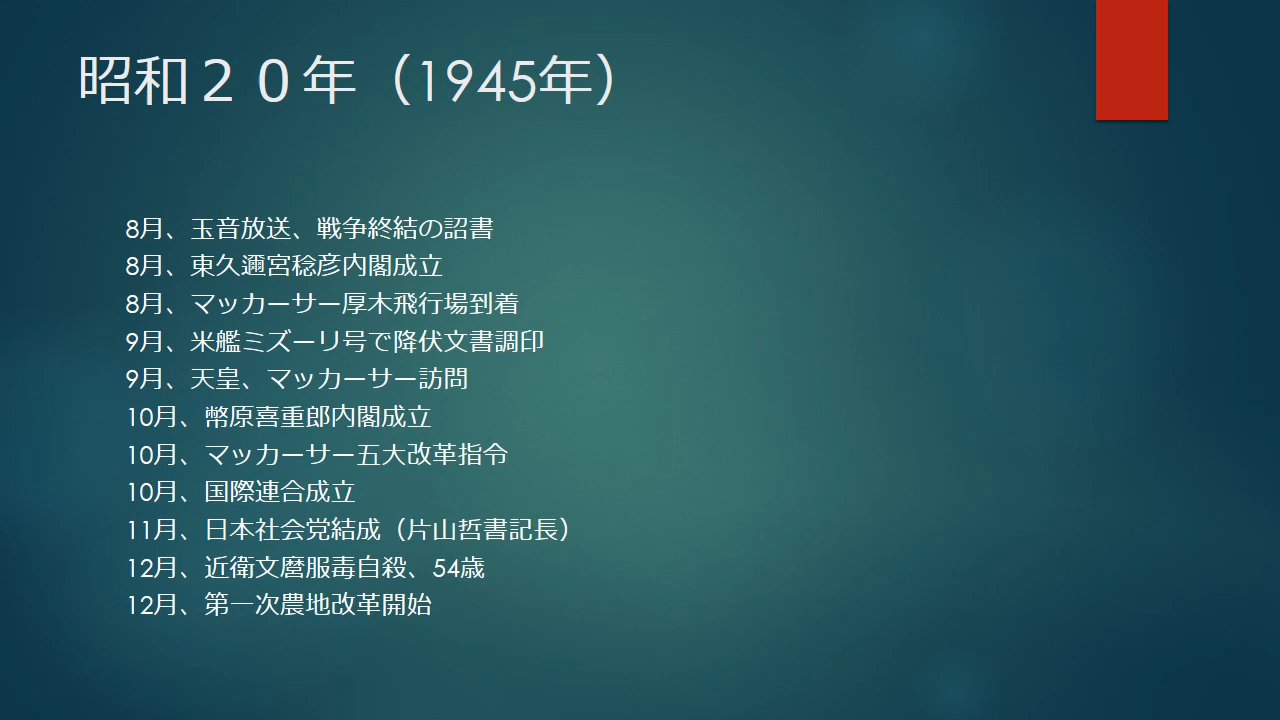 昭和２０年（1945年）
8月、玉音放送、戦争終結の詔書
8月、東久邇宮稔彦内閣成立
8月、マッカーサー厚木飛行場到着
9月、米艦ミズーリ号で降伏文書調印
9月、天皇、マッカーサー訪問
10月、幣原喜重郎内閣成立
10月、マッカーサー五大改革指令
10月、国際連合成立
11月、日本社会党結成（片山哲書記長）
12月、近衛文麿服毒自殺、54歳
12月、第一次農地改革開始